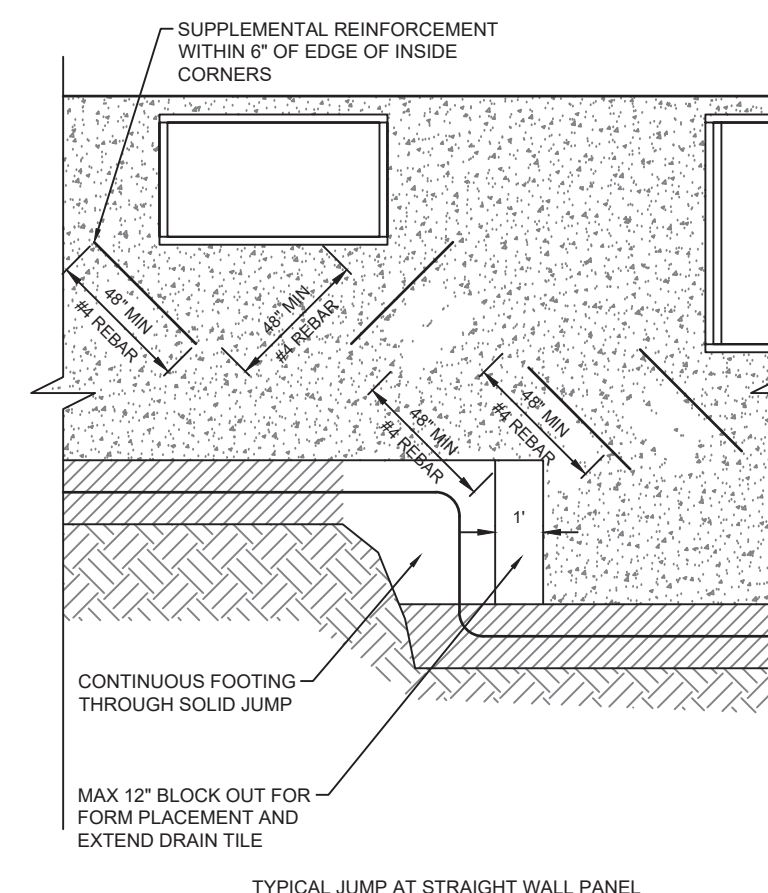 SUPPLEMENTAL REINFORCEMENT
WITHIN 6" OF EDGE OF INSIDE
CORNERS
48" MIN
#4 REBAR
48" MIN
#4 REBAR
48" MIN
#4 REBAR
48" MIN
#4 REBAR
1'
CONTINUOUS FOOTING
THROUGH SOLID JUMP
MAX 12" BLOCK OUT FOR
FORM PLACEMENT AND
EXTEND DRAIN TILE
TYPICAL JUMP AT STRAIGHT WALL PANEL